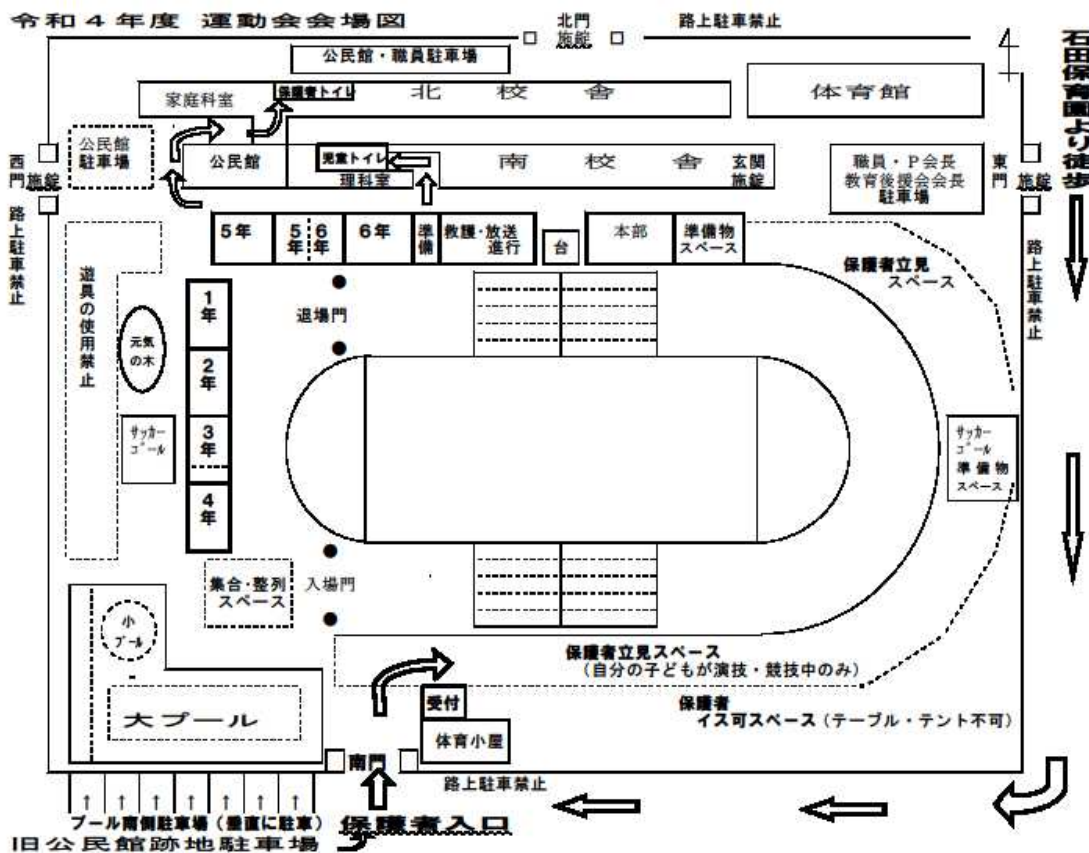 令和４年度 運動会会場図
北門
施錠
路上駐車禁止
公民館・職員駐車場
家庭科室
保護者トイレ
北校舎
体育館
石田保育園より徒歩
公民館
駐車場
西門
施錠
公民館
児童トイレ
理科室
南校舎
玄関
施錠
職員・Ｐ会長
教育後援会会長
駐車場
東門
施錠
路上駐車禁止
５年
５年
６年
６年
準備
救護・放送
進行
台
本部
準備物
スペース
保護者立見
スペース
路上駐車禁止
遊具の使用禁止
元気
の木
１年
２年
３年
４年
退場門
サッカー
ゴール
サッカー
ゴール
準備物
スペース
集合・整列
スペース
入場門
小
プール
大プール
保護者立見スペース
（自分の子どもが演技・競技中のみ）
保護者
イス可スペース（テーブル・テント不可）
受付
体育小屋
南門
路上駐車禁止
プール南側駐車場（垂直に駐車）
保護者入口
旧公民館跡地駐車場